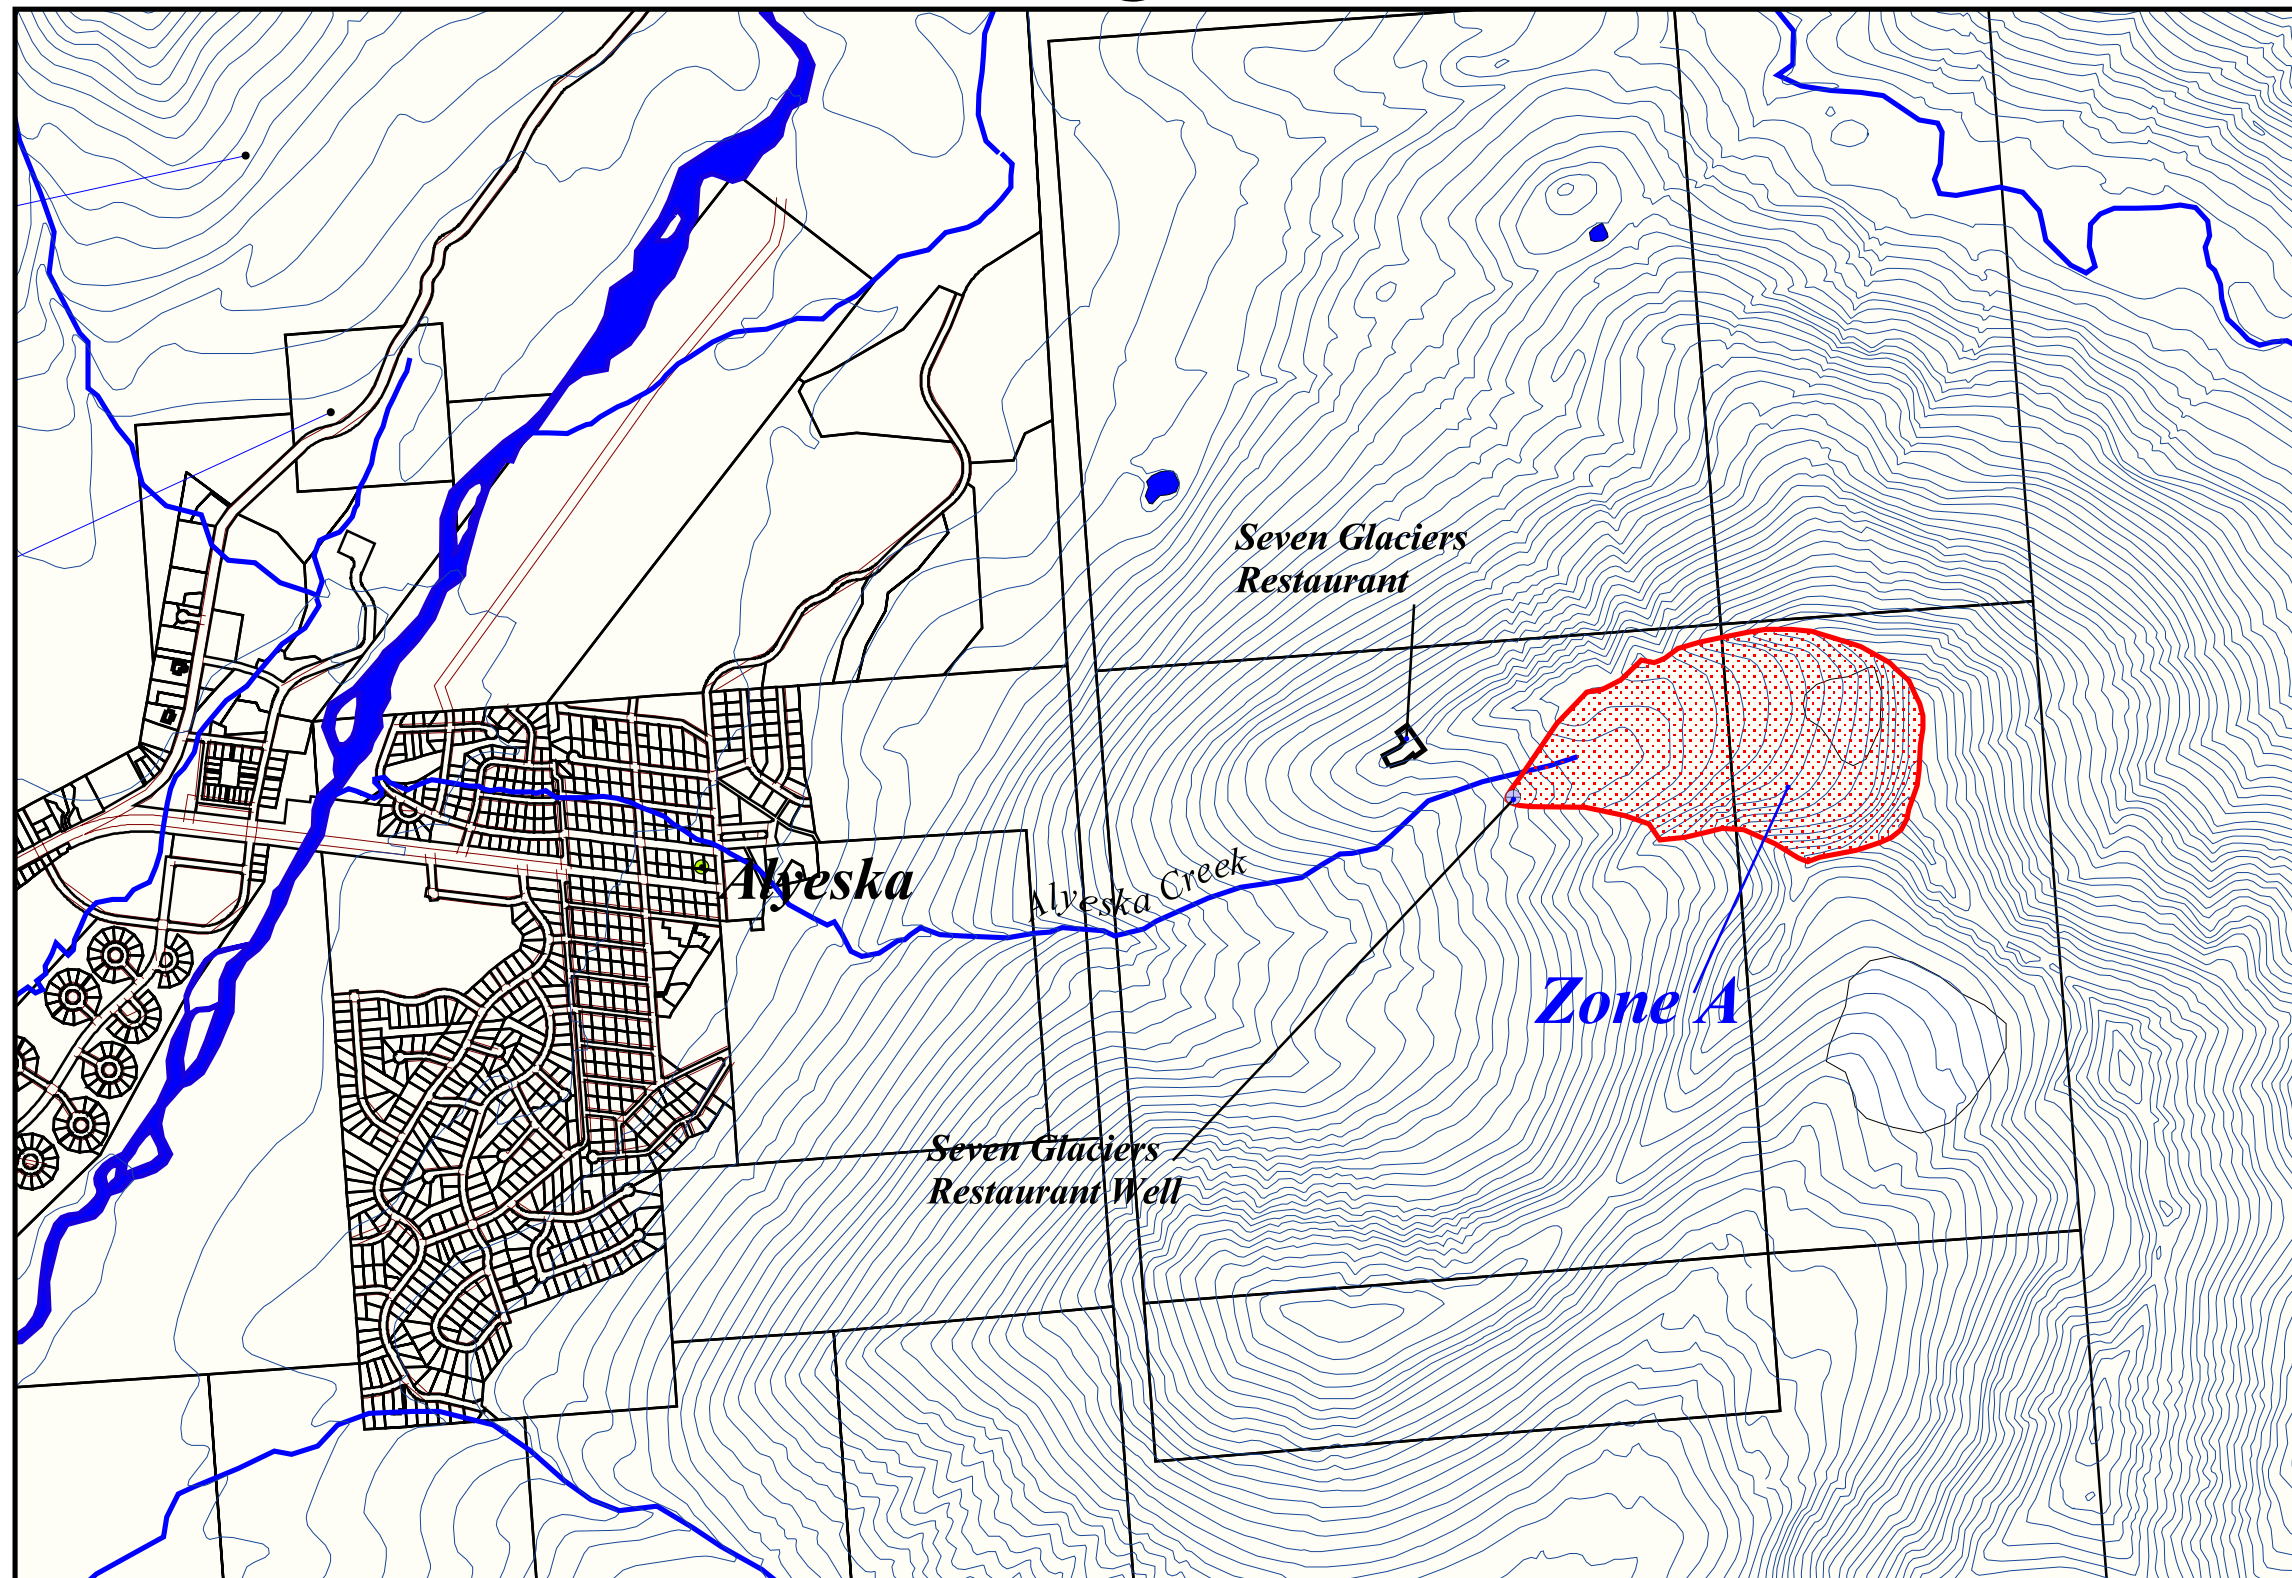 Seven Glaciers
Restaurant
Alyeska
Alyeska Creek
Zone A
Seven Glaciers
Restaurant Well